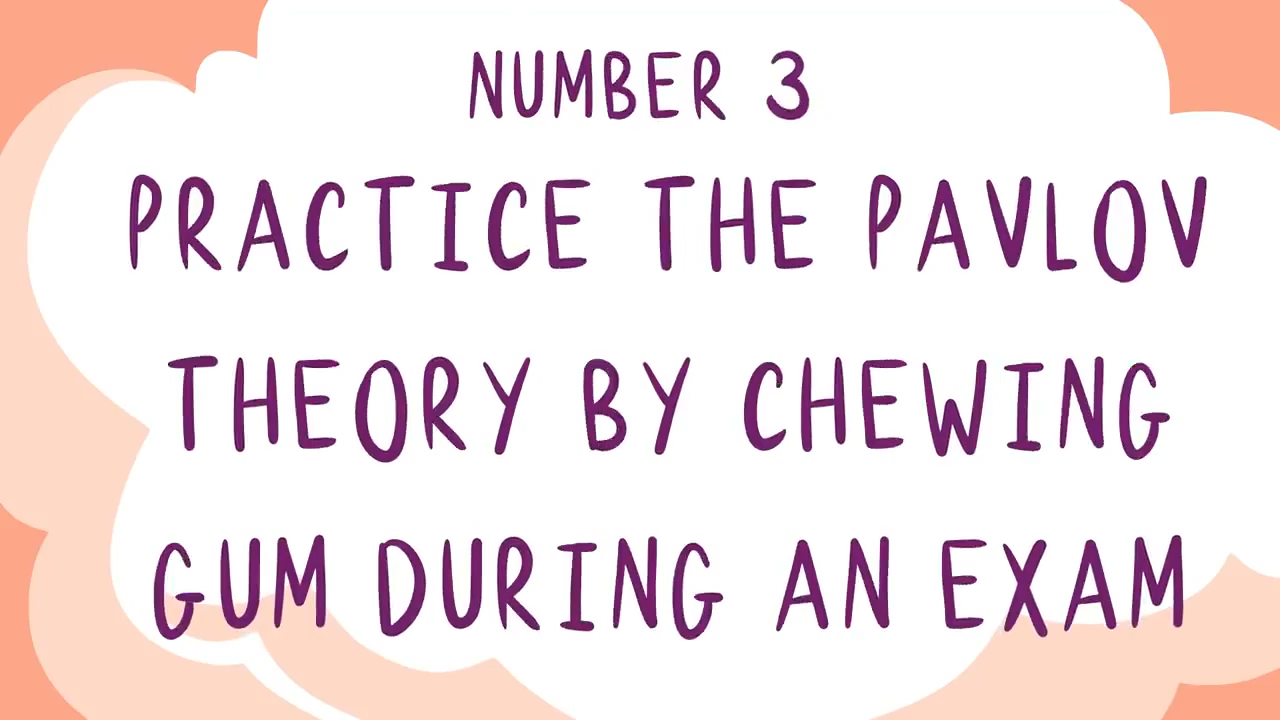 NUMBER 3
PRACTICE THE PAVLOV
THEORY BY CHEWING
GUM DURING AN EXAM